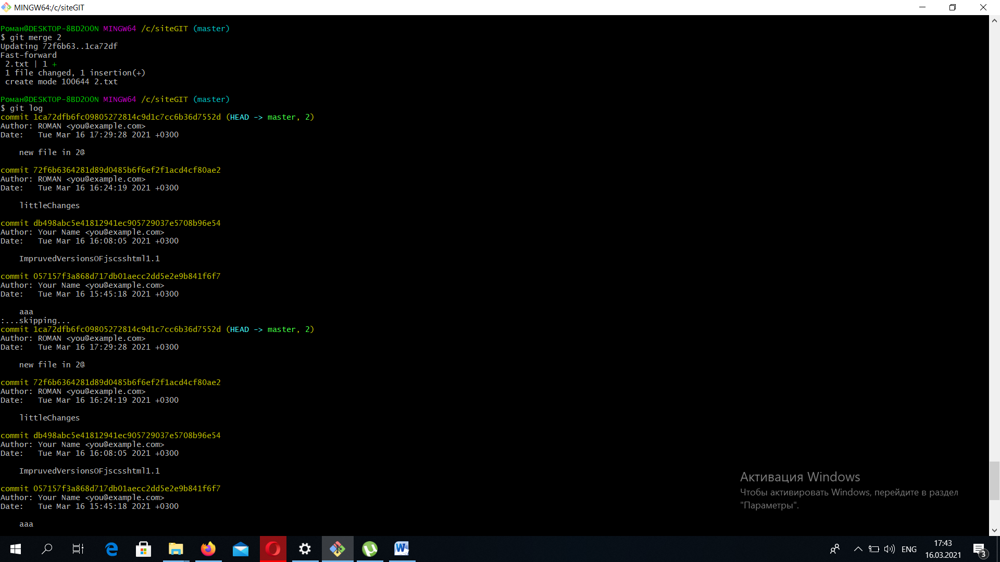 MINGW64:/c/siteGIT
Роман@DESKTOP-8BD2OON MINGW64 /c/siteGIT (master)
$ git merge 2
Updating 72f6b63..1ca72df
Fast-forward
 2.txt | 1 +
 1 file changed, 1 insertion(+)
 create mode 100644 2.txt
Роман@DESKTOP-8BD2OON MINGW64 /c/siteGIT (master)
$ git log
commit 1ca72dfb6fc09805272814c9d1c7cc6b36d7552d (HEAD -> master, 2)
Author: ROMAN <you@example.com>
Date:   Tue Mar 16 17:29:28 2021 +0300
    new file in 2@
commit 72f6b6364281d89d0485b6f6ef2f1acd4cf80ae2
Author: ROMAN <you@example.com>
Date:   Tue Mar 16 16:24:19 2021 +0300
    littleChanges
commit db498abc5e41812941ec905729037e5708b96e54
Author: Your Name <you@example.com>
Date:   Tue Mar 16 16:08:05 2021 +0300
    ImpruvedVersionsOFjscsshtml1.1
commit 057157f3a868d717db01aecc2dd5e2e9b841f6f7
Author: Your Name <you@example.com>
Date:   Tue Mar 16 15:45:18 2021 +0300
    aaa
:...skipping...
commit 1ca72dfb6fc09805272814c9d1c7cc6b36d7552d (HEAD -> master, 2)
Author: ROMAN <you@example.com>
Date:   Tue Mar 16 17:29:28 2021 +0300
    new file in 2@
commit 72f6b6364281d89d0485b6f6ef2f1acd4cf80ae2
Author: ROMAN <you@example.com>
Date:   Tue Mar 16 16:24:19 2021 +0300
    littleChanges
commit db498abc5e41812941ec905729037e5708b96e54
Author: Your Name <you@example.com>
Date:   Tue Mar 16 16:08:05 2021 +0300
    ImpruvedVersionsOFjscsshtml1.1
commit 057157f3a868d717db01aecc2dd5e2e9b841f6f7
Author: Your Name <you@example.com>
Date:   Tue Mar 16 15:45:18 2021 +0300
    aaa
Активация Windows
Чтобы активировать Windows, перейдите в раздел
"Параметры".
ENG
17:43
16.03.2021
3